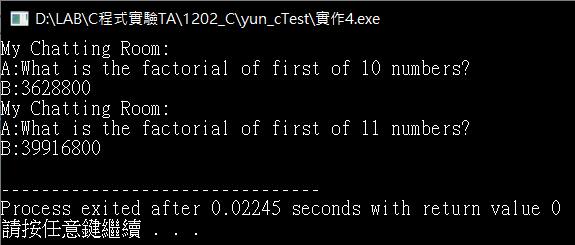 D:\LAB\C程式實驗TA\1202_C\yun_cTest\實作4.exe
My Chatting Room:
A:What is the factorial of first of 10 numbers?
B:3628800
My Chatting Room:
A:What is the factorial of first of 11 numbers?
B:39916800
--------------------------------
Process exited after 0.02245 seconds with return value 0
請按任意鍵繼續 . . .